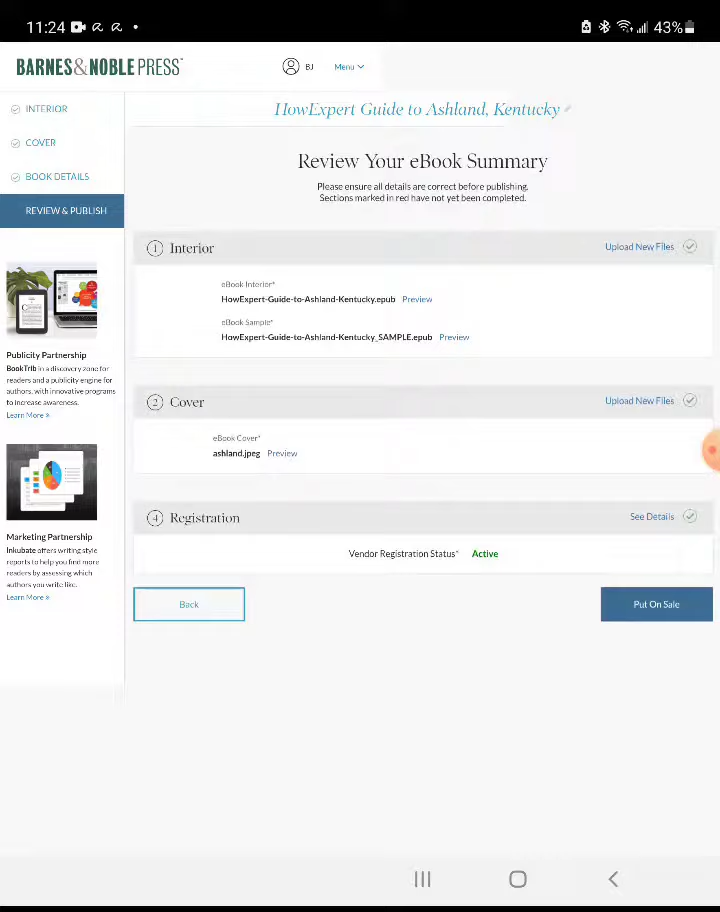 11:24
43%
BARNES&NOBLE PRESS
BJ
Menu
INTERIOR
COVER
BOOK DETAILS
REVIEW & PUBLISH
Publicity Partnership
BookTrib in a discovery zone for
readers and a publicity engine for
authors, with innovative programs
to increase awareness.
Learn More »
Marketing Partnership
Inkubate offers writing style
reports to help you find more
readers by assessing which
authors you write like.
Learn More »
HowExpert Guide to Ashland, Kentucky
Review Your eBook Summary
Please ensure all details are correct before publishing.
Sections marked in red have not yet been completed.
1 Interior
Upload New Files
eBook Interior*
HowExpert-Guide-to-Ashland-Kentucky.epub Preview
eBook Sample*
HowExpert-Guide-to-Ashland-Kentucky_SAMPLE.epub Preview
2 Cover
Upload New Files
eBook Cover*
ashland.jpeg Preview
4 Registration
See Details
Vendor Registration Status* Active
Back
Put On Sale